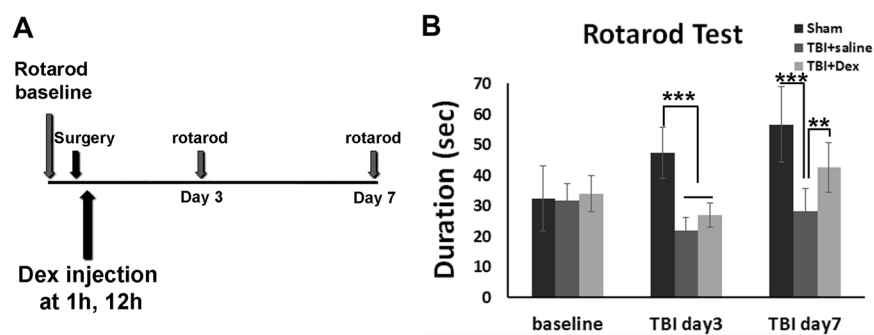 A
Rotarod
baseline
Surgery
rotarod
rotarod
Day 3
Day 7
Dex injection
at 1h, 12h
B
Rotarod Test
Sham
TBI+saline
TBI+Dex
Duration (sec)
70
60
50
40
30
20
10
0
***
***
**
baseline
TBI day3
TBI day7